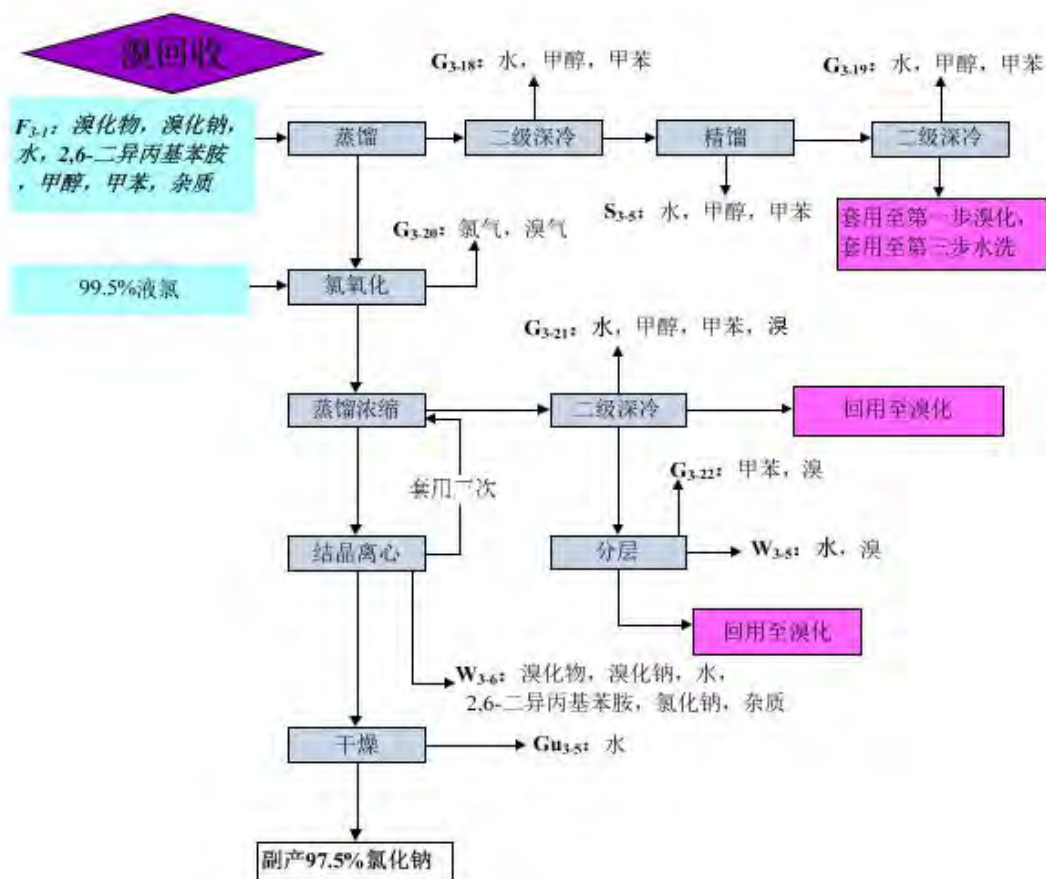 溴回收
G3-18：水，甲醇，甲苯
G3-19：水，甲醇，甲苯
F3-1：溴化物，溴化钠，
水，2,6-二异丙基苯胺
，甲醇，甲苯，杂质
蒸馏
二级深冷
精馏
二级深冷
S3-5：水，甲醇，甲苯
套用至第一步溴化，
套用至第三步水洗
G3-20：氯气，溴气
99.5%液氯
氯氧化
G3-21：水，甲醇，甲苯，溴
蒸馏浓缩
二级深冷
回用至溴化
G3-22：甲苯，溴
套用二次
结晶离心
分层
W3-5：水，溴
回用至溴化
W3-6：溴化物，溴化钠，水，
2,6-二异丙基苯胺，氯化钠，杂质
干燥
Gu3-5：水
副产97.5%氯化钠